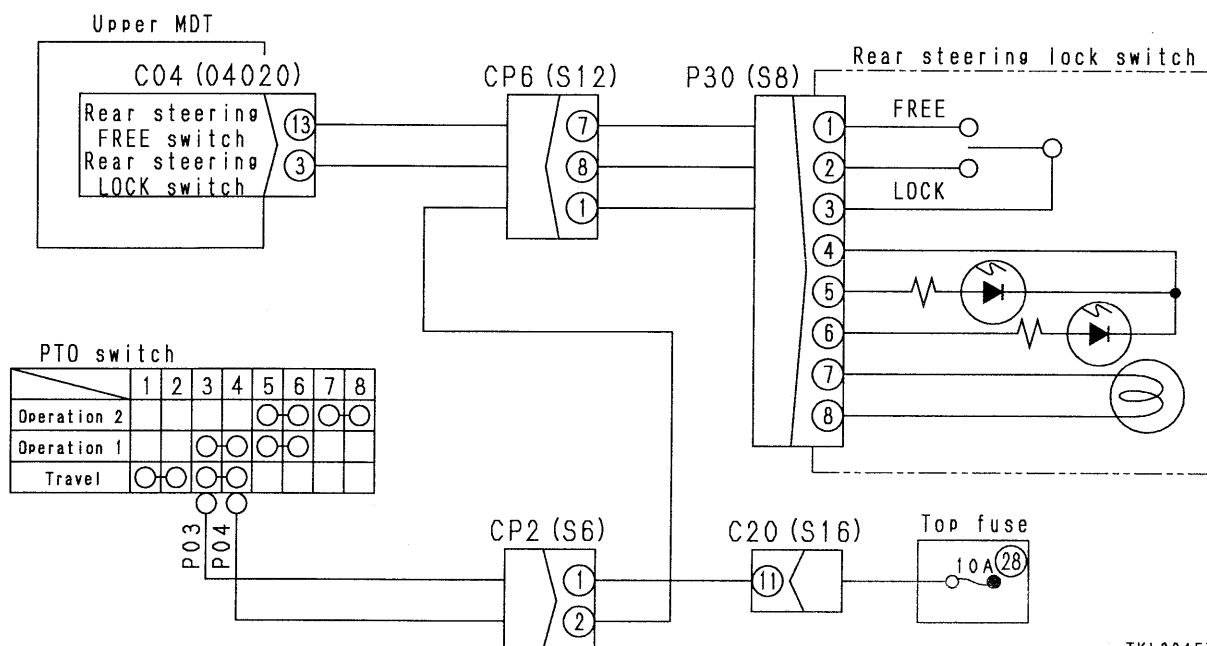 Upper MDT
C04 (04020)
Rear steering
FREE switch
Rear steering
LOCK switch
13
3
CP6 (S12)
7
8
1
P30 (S8)
1
2
3
4
5
6
7
8
Rear steering lock switch
FREE
LOCK
PTO switch
1 2 3 4 5 6 7 8
Operation 2
Operation 1
Travel
P03
P04
CP2 (S6)
1
2
C20 (S16)
11
Top fuse
10A
28